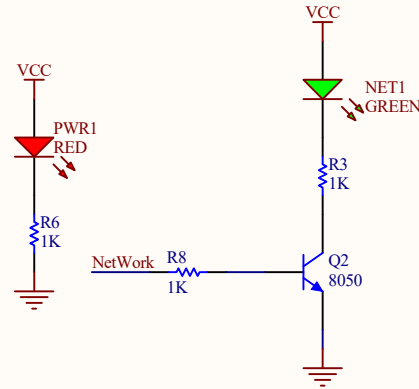 VCC
PWR1
RED
R6
1K
VCC
NET1
GREEN
R3
1K
NetWork
R8
1K
Q2
8050